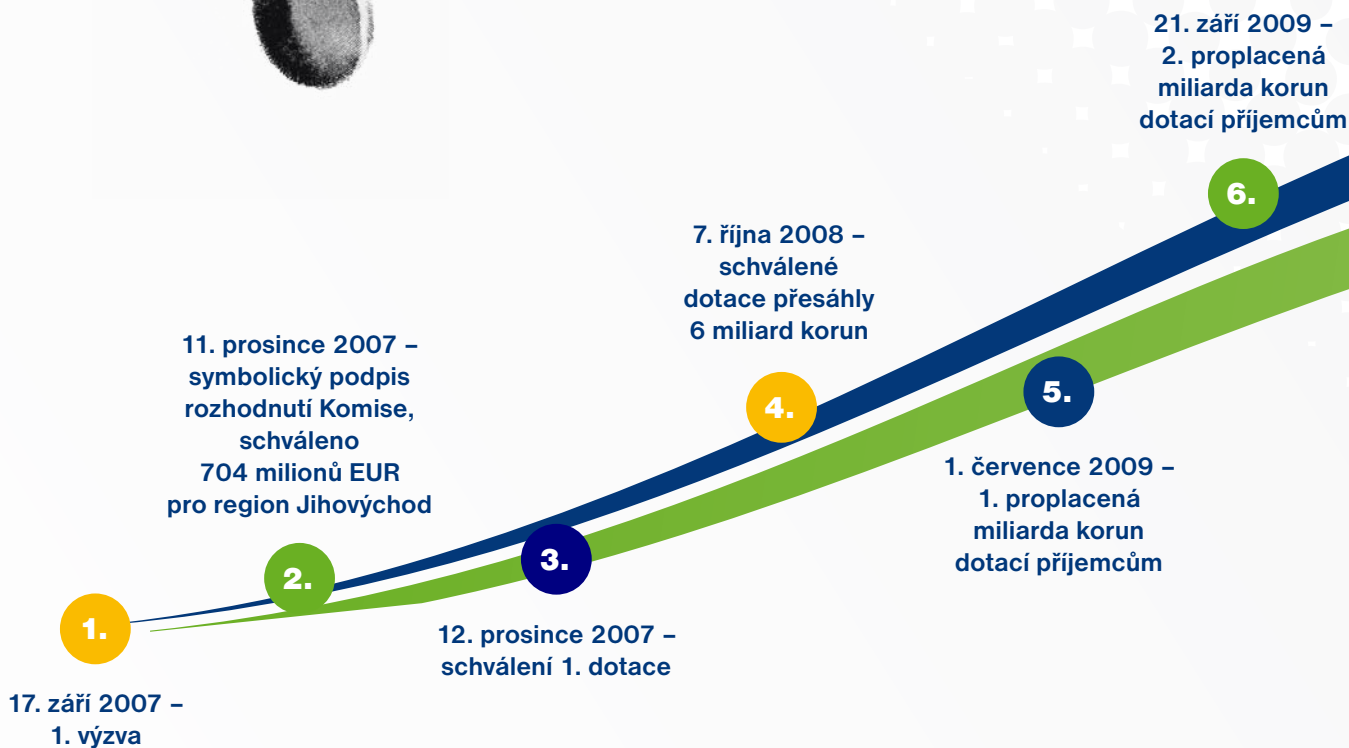 1.
17. září 2007 –
1. výzva
11. prosince 2007 –
symbolický podpis
rozhodnutí Komise,
schváleno
704 milionů EUR
pro region Jihovýchod
2.
3.
12. prosince 2007 –
schválení 1. dotace
7. října 2008 –
schválené
dotace přesáhly
6 miliard korun
4.
5.
1. července 2009 –
1. proplacená
miliarda korun
dotací příjemcům
21. září 2009 –
2. proplacená
miliarda korun
dotací příjemcům
6.